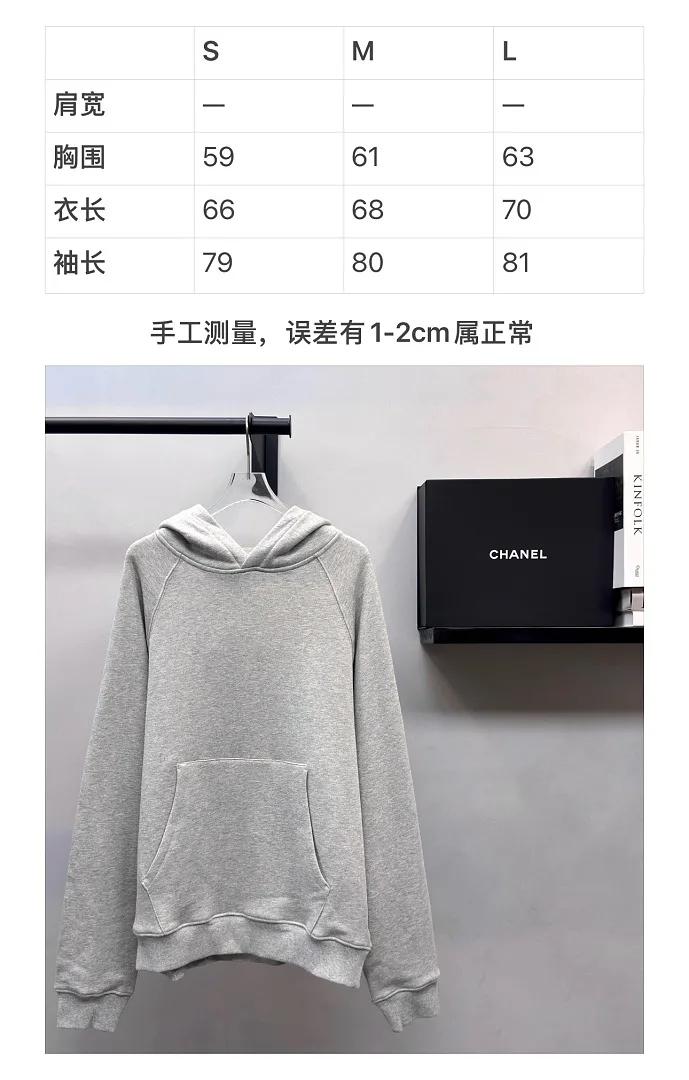 S M L
肩宽 — — —
胸围 59 61 63
衣长 66 68 70
袖长 79 80 81
手工测量，误差有1-2cm属正常
CHANEL
KINFOLK